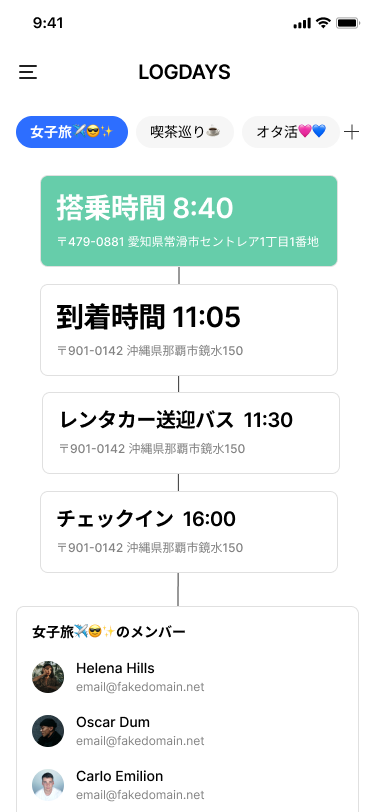 9:41
LOGDAYS
女子旅✈️😎✨ 喫茶巡り☕ オタ活💖💙 +
搭乗時間 8:40
〒479-0881 愛知県常滑市セントレア1丁目1番地
到着時間 11:05
〒901-0142 沖縄県那覇市鏡水150
レンタカー送迎バス 11:30
〒901-0142 沖縄県那覇市鏡水150
チェックイン 16:00
〒901-0142 沖縄県那覇市鏡水150
女子旅✈️😎✨のメンバー
Helena Hills
email@fakedomain.net
Oscar Dum
email@fakedomain.net
Carlo Emilion
email@fakedomain.net